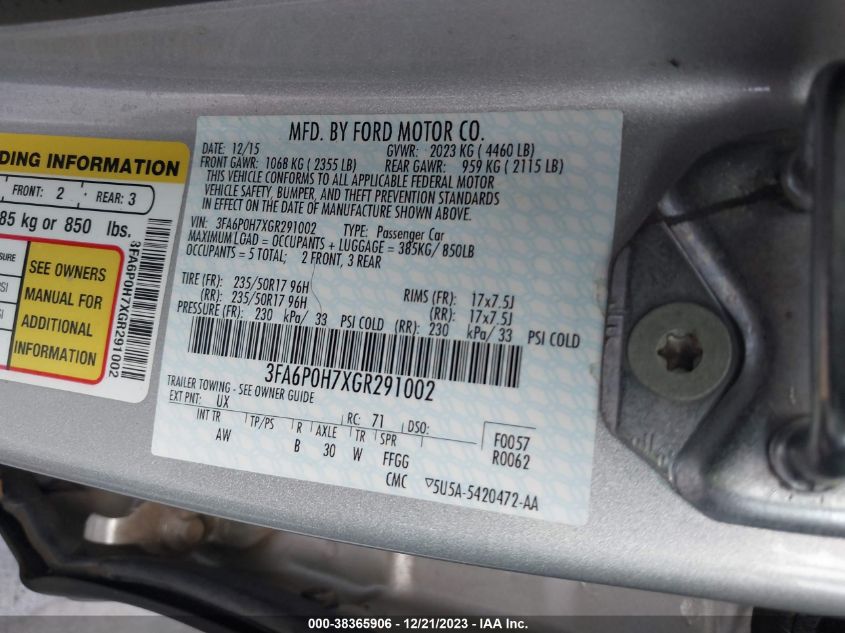 DING INFORMATION
FRONT: 2 REAR: 3
85 kg or 850 lbs.
SURE
PSI
SI
SEE OWNERS
MANUAL FOR
ADDITIONAL
INFORMATION
3FA6P0H7XGR291002
MFD. BY FORD MOTOR CO.
DATE: 12/15 GVWR: 2023 KG ( 4460 LB)
FRONT GAWR: 1068 KG ( 2355 LB) REAR GAWR: 959 KG ( 2115 LB)
THIS VEHICLE CONFORMS TO ALL APPLICABLE FEDERAL MOTOR
VEHICLE SAFETY, BUMPER, AND THEFT PREVENTION STANDARDS
IN EFFECT ON THE DATE OF MANUFACTURE SHOWN ABOVE.
VIN: 3FA6P0H7XGR291002 TYPE: Passenger Car
MAXIMUM LOAD = OCCUPANTS + LUGGAGE = 385KG/ 850LB
OCCUPANTS = 5 TOTAL; 2 FRONT, 3 REAR
TIRE (FR): 235/50R17 96H RIMS (FR): 17x7.5J
(RR): 235/50R17 96H (RR): 17x7.5J
PRESSURE (FR): 230 kPa/ 33 PSI COLD (RR): 230 kPa/ 33 PSI COLD
3FA6P0H7XGR291002
TRAILER TOWING - SEE OWNER GUIDE
EXT PNT: UX RC: 71 DSO: F0057
INT TR TP/PS R AXLE TR SPR R0062
AW B 30 W FFGG
CMC ▽5U5A-5420472-AA
000-38365906 - 12/21/2023 - IAAI.COM